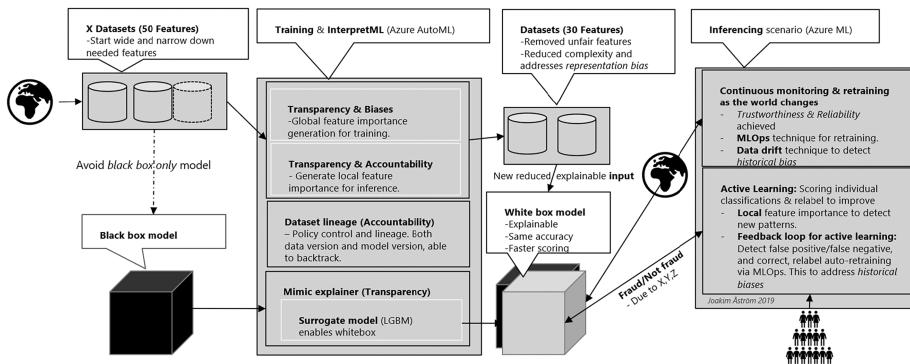 X Datasets (50 Features)
-Start wide and narrow down
needed features
Training & InterpretML (Azure AutoML)
Datasets (30 Features)
-Removed unfair features
-Reduced complexity and
addresses representation bias
Inferencing scenario (Azure ML)
Avoid black box only model
Black box model
Transparency & Biases
-Global feature importance
generation for training.
Transparency & Accountability
- Generate local feature
importance for inference.
Dataset lineage (Accountability)
– Policy control and lineage. Both
data version and model version, able
to backtrack.
Mimic explainer (Transparency)
Surrogate model (LGBM)
enables whitebox
New reduced, explainable input
White box model
-Explainable
-Same accuracy
-Faster scoring
Fraud/Not fraud
- Due to X,Y,Z
Continuous monitoring & retraining
as the world changes
- Trustworthiness & Reliability
achieved
- MLOps technique for retraining.
- Data drift technique to detect
historical bias
Active Learning: Scoring individual
classifications & relabel to improve
- Local feature importance to detect
new patterns.
- Feedback loop for active learning:
Detect false positive/false negative,
and correct, relabel auto-retraining
via MLOps. This to address historical
biases
Joakim Åström 2019